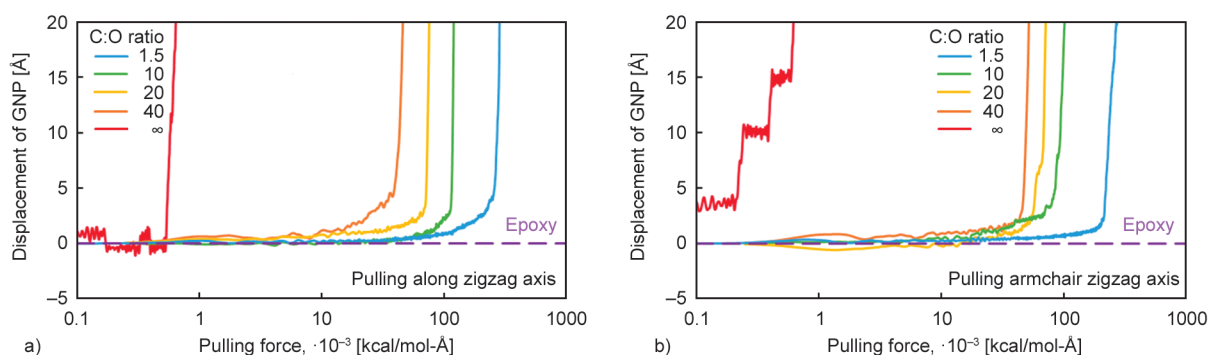 20
15
10
5
0
–5
Displacement of GNP [Å]
C:O ratio
1.5
10
20
40
∞
Epoxy
Pulling along zigzag axis
0.1 1 10 100 1000
a) Pulling force, ·10⁻³ [kcal/mol-Å]
20
15
10
5
0
–5
Displacement of GNP [Å]
C:O ratio
1.5
10
20
40
∞
Epoxy
Pulling armchair zigzag axis
0.1 1 10 100 1000
b) Pulling force, ·10⁻³ [kcal/mol-Å]